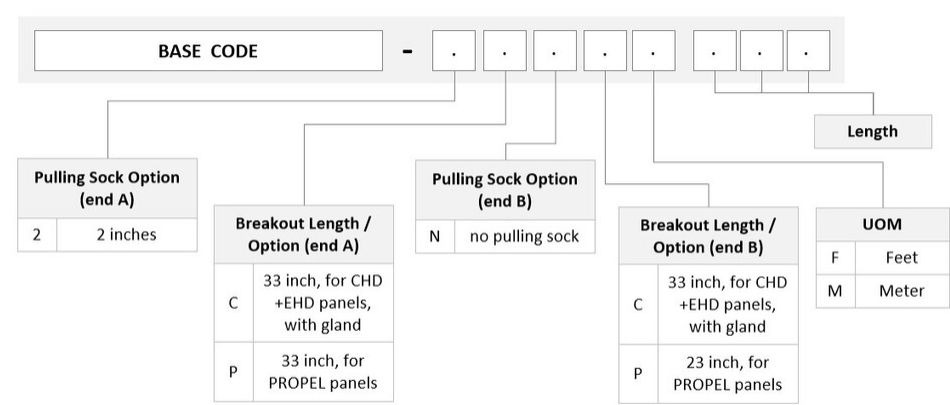 BASE CODE - . . . . . . . .
Length
Pulling Sock Option
(end A)
2 2 inches
Breakout Length /
Option (end A)
C 33 inch, for CHD
+EHD panels,
with gland
P 33 inch, for
PROPEL panels
Pulling Sock Option
(end B)
N no pulling sock
Breakout Length /
Option (end B)
C 33 inch, for CHD
+EHD panels,
with gland
P 23 inch, for
PROPEL panels
UOM
F Feet
M Meter